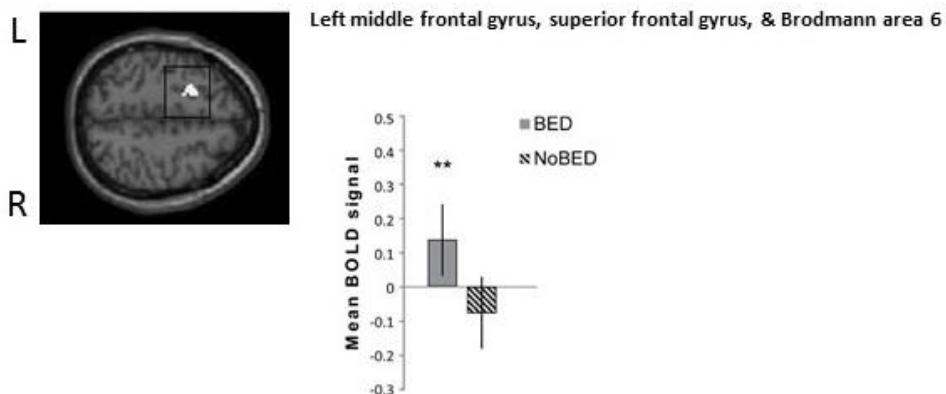 Left middle frontal gyrus, superior frontal gyrus, & Brodmann area 6
L
R
Mean BOLD signal
0.5
0.4
0.3
0.2
0.1
0
-0.1
-0.2
-0.3
**
BED
NoBED